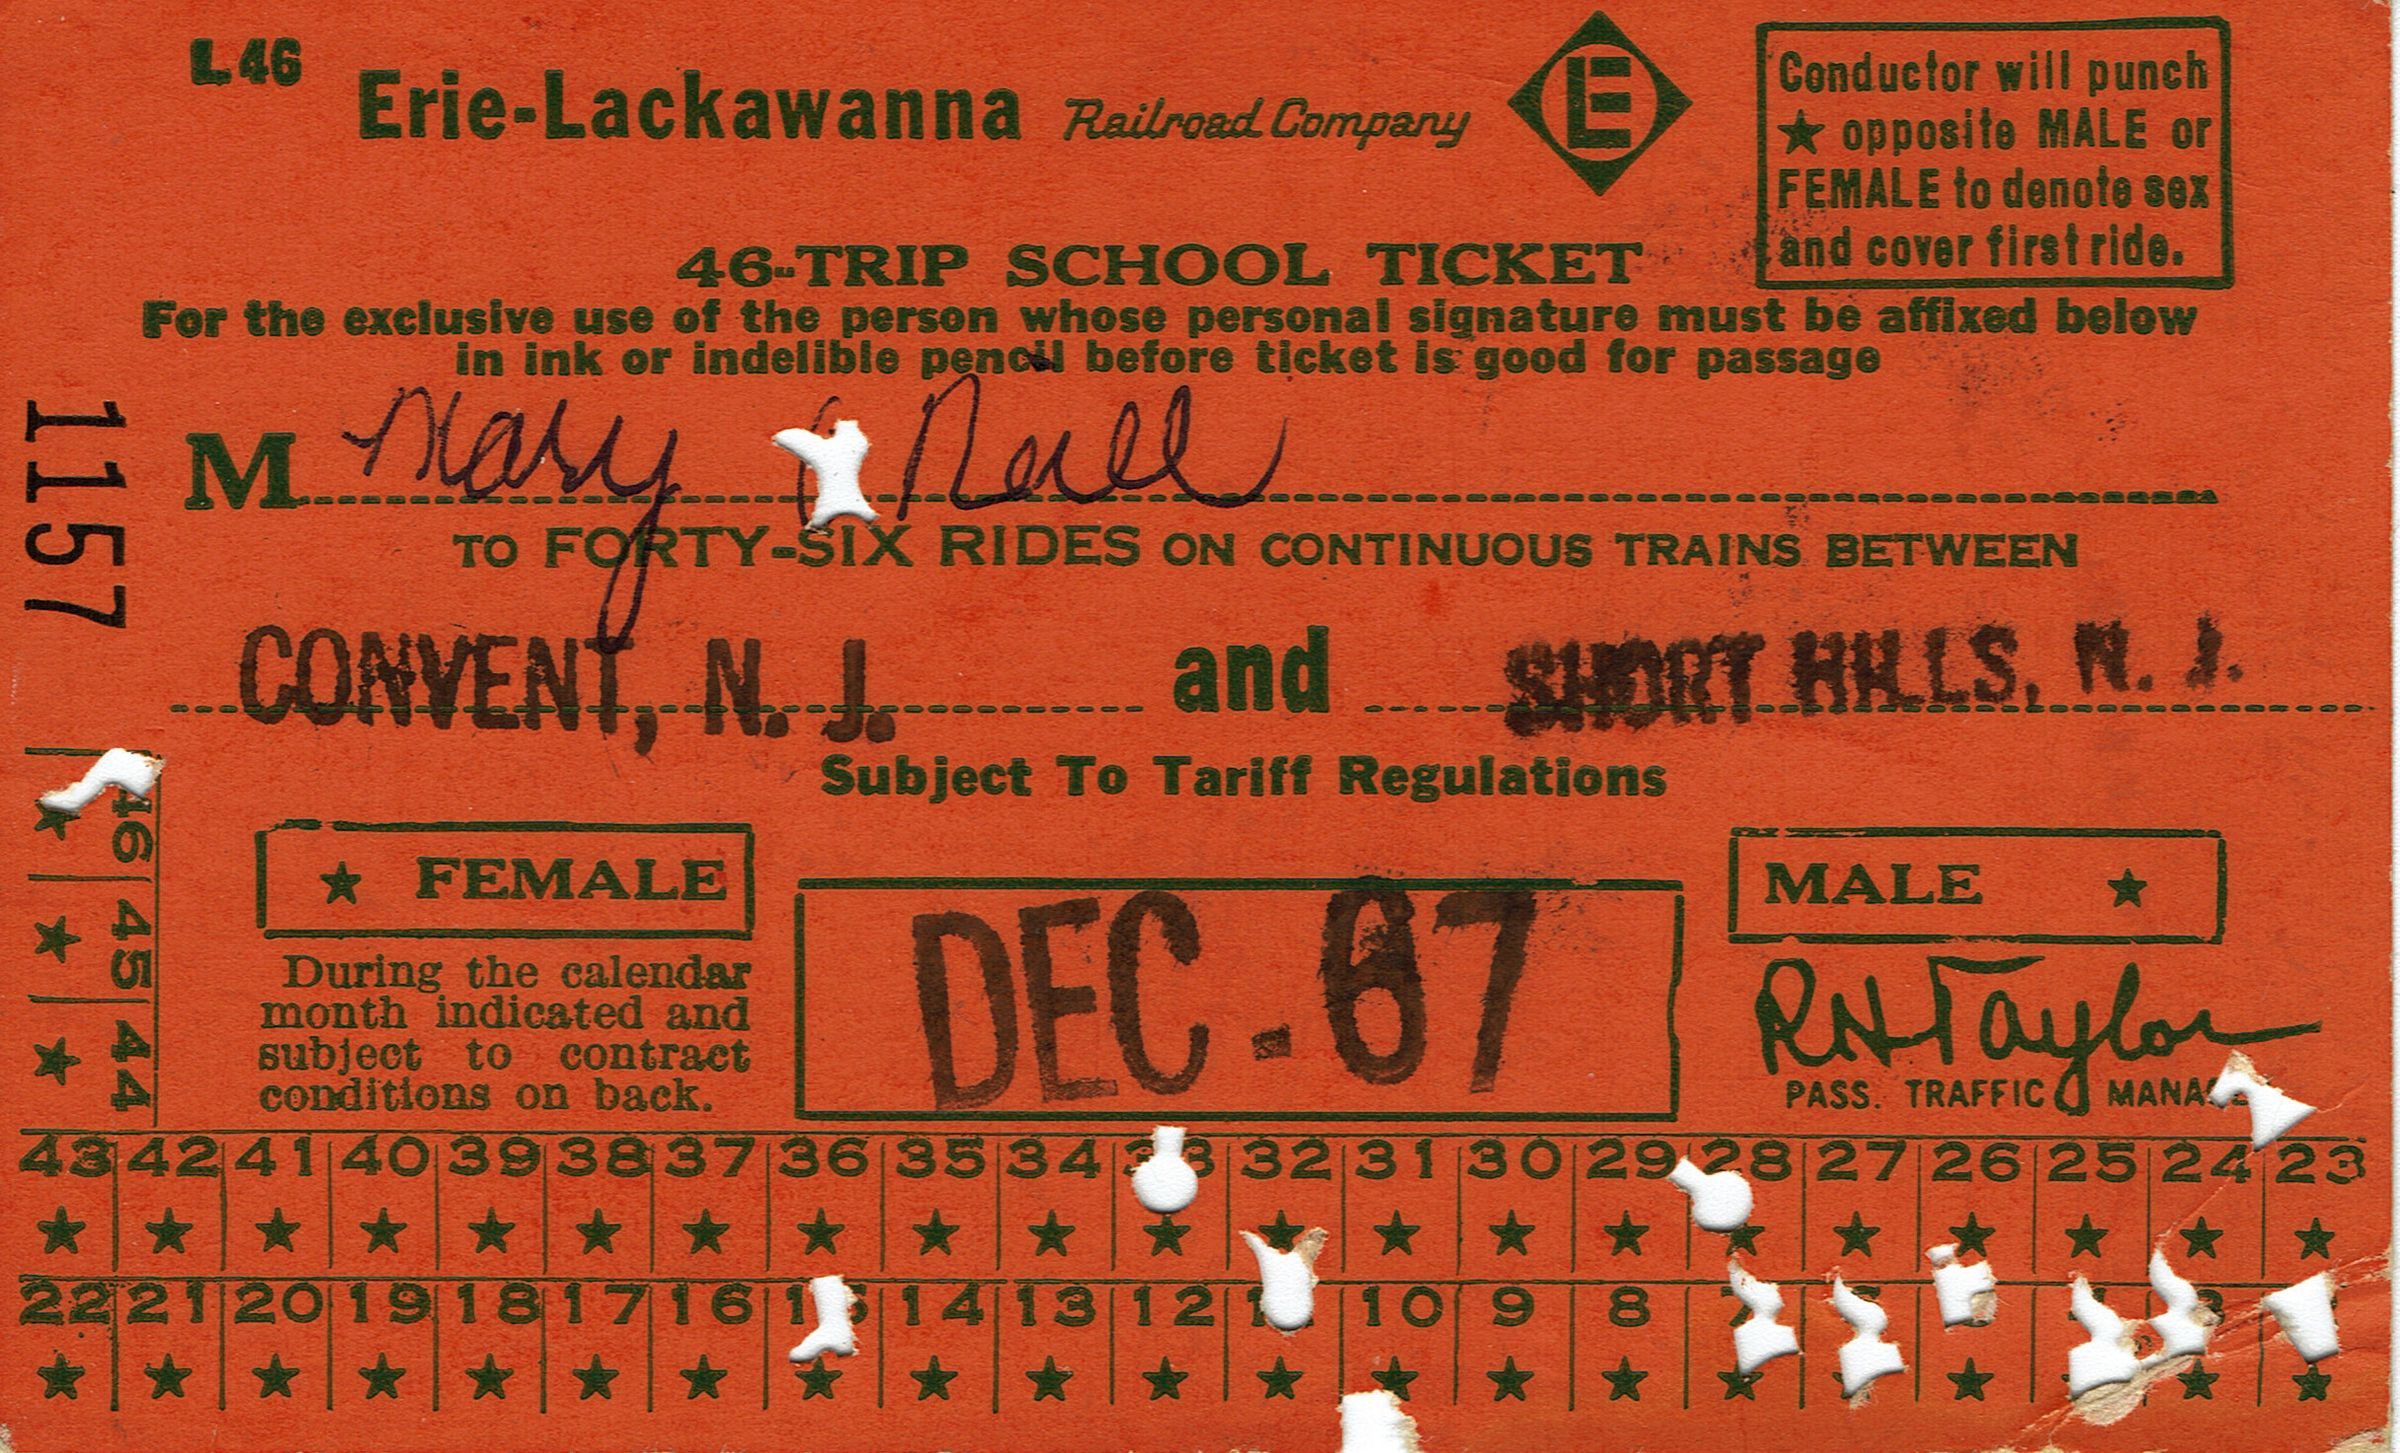 L46
Erie-Lackawanna Railroad Company
E
Conductor will punch
★ opposite MALE or
FEMALE to denote sex
and cover first ride.
46-TRIP SCHOOL TICKET
For the exclusive use of the person whose personal signature must be affixed below
in ink or indelible pencil before ticket is good for passage
1157
M Mary O Neill
TO FORTY-SIX RIDES ON CONTINUOUS TRAINS BETWEEN
CONVENT, N. J. and SHORT HILLS, N. J.
Subject To Tariff Regulations
46 45 44
★ FEMALE
During the calendar
month indicated and
subject to contract
conditions on back.
DEC - 67
MALE ★
R H Taylor
PASS. TRAFFIC
43 42 41 40 39 38 37 36 35 34 33 32 31 30 29 28 27 26 25 24 23
22 21 20 19 18 17 16 14 13 12 10 9 8